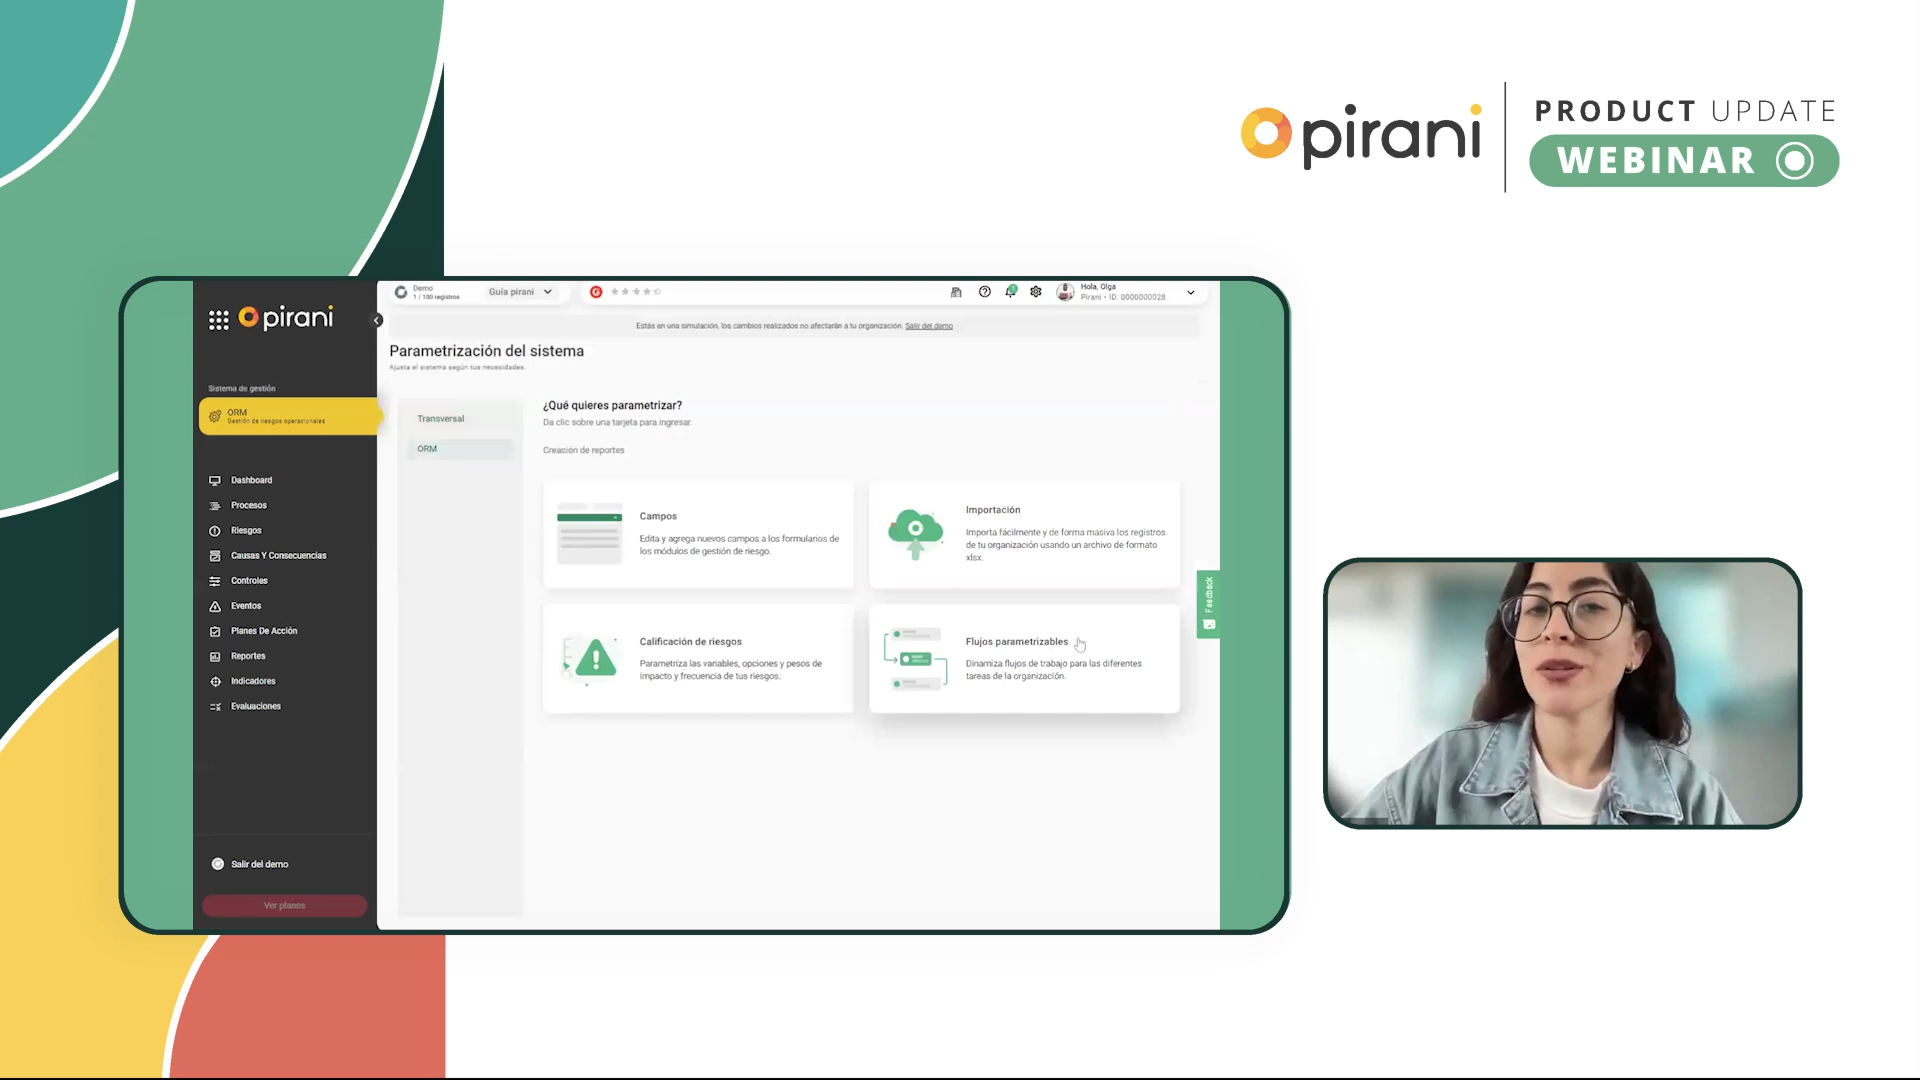 pirani
PRODUCT UPDATE
WEBINAR
pirani
Sistema de gestión
ORM
Gestión de riesgos operacionales
Dashboard
Procesos
Riesgos
Causas Y Consecuencias
Controles
Eventos
Planes De Acción
Reportes
Indicadores
Evaluaciones
Salir del demo
Ver planes
Demo
1 / 100 registros
Guía pirani
Hola, Olga
Pirani • ID: 0000000028
Estás en una simulación, los cambios realizados no afectarán a tu organización. Salir del demo
Parametrización del sistema
Ajusta el sistema según tus necesidades.
Transversal
ORM
¿Qué quieres parametrizar?
Da clic sobre una tarjeta para ingresar.
Creación de reportes
Campos
Edita y agrega nuevos campos a los formularios de
los módulos de gestión de riesgo.
Importación
Importa fácilmente y de forma masiva los registros
de tu organización usando un archivo de formato
xlsx.
Calificación de riesgos
Parametriza las variables, opciones y pesos de
impacto y frecuencia de tus riesgos.
Flujos parametrizables
Dinamiza flujos de trabajo para las diferentes
tareas de la organización.
Feedback